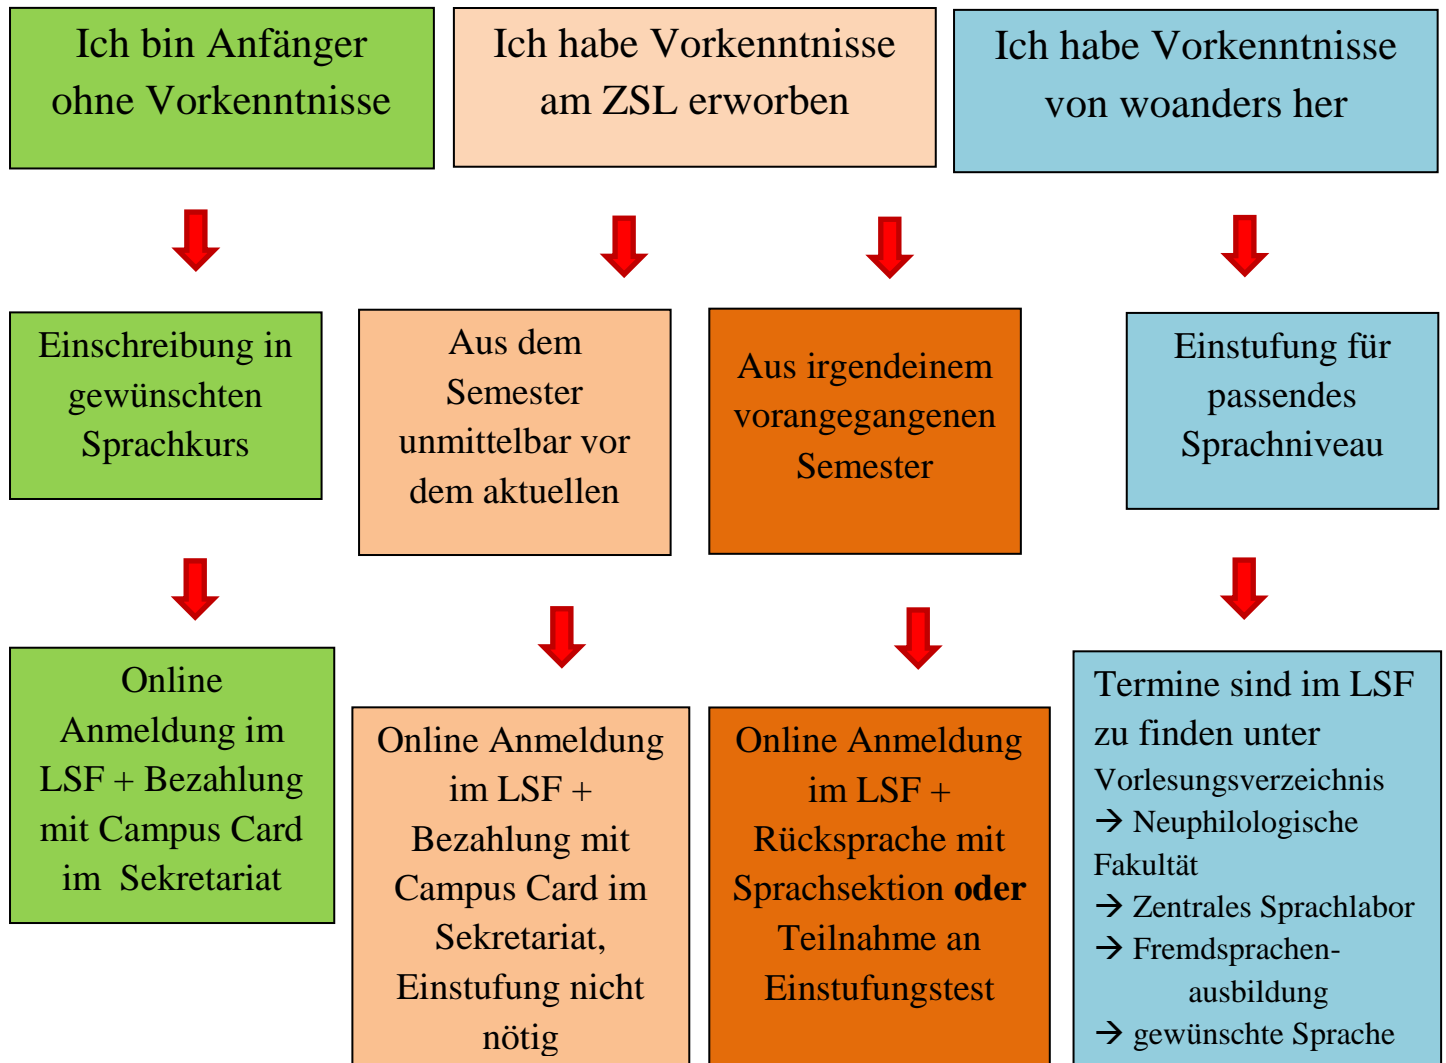 Ich bin Anfänger
ohne Vorkenntnisse
Ich habe Vorkenntnisse
am ZSL erworben
Ich habe Vorkenntnisse
von woanders her
Einschreibung in
gewünschten
Sprachkurs
Aus dem
Semester
unmittelbar vor
dem aktuellen
Aus irgendeinem
vorangegangenen
Semester
Einstufung für
passendes
Sprachniveau
Online
Anmeldung im
LSF + Bezahlung
mit Campus Card
im Sekretariat
Online Anmeldung
im LSF +
Bezahlung mit
Campus Card im
Sekretariat,
Einstufung nicht
nötig
Online Anmeldung
im LSF +
Rücksprache mit
Sprachsektion oder
Teilnahme an
Einstufungstest
Termine sind im LSF
zu finden unter
Vorlesungsverzeichnis
→ Neuphilologische
Fakultät
→ Zentrales Sprachlabor
→ Fremdsprachen-
ausbildung
→ gewünschte Sprache